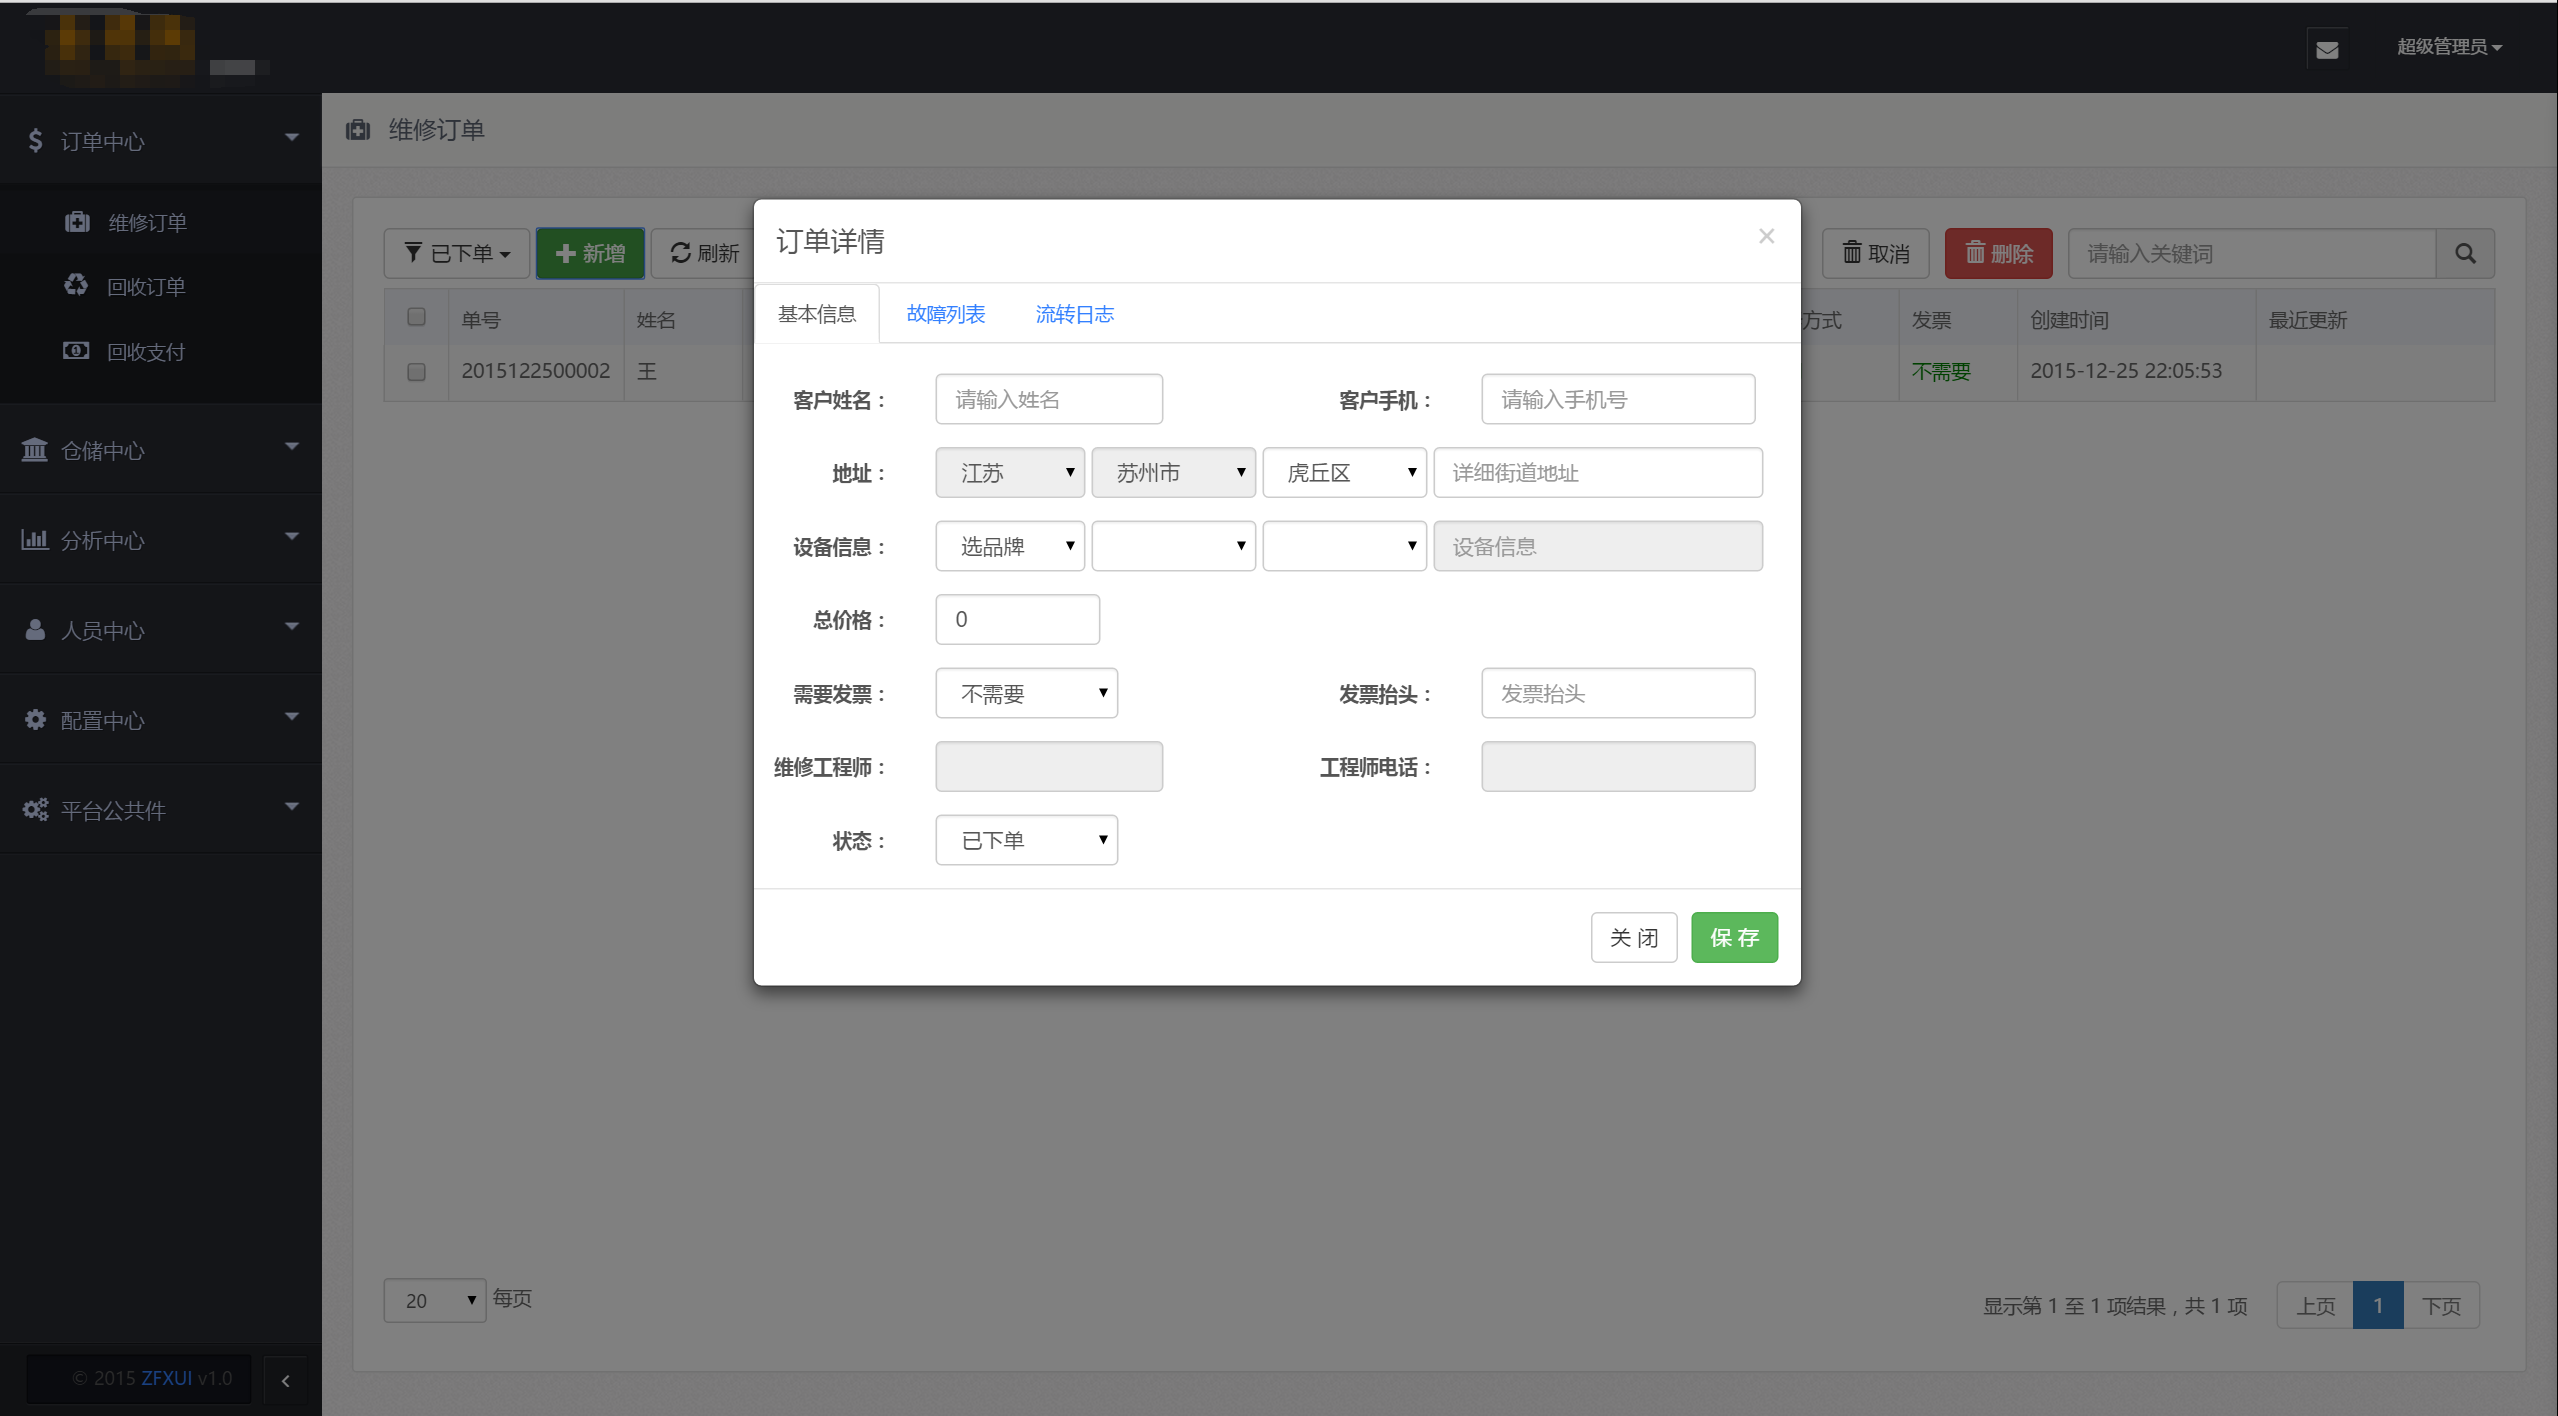 超级管理员
订单中心
维修订单
回收订单
回收支付
仓储中心
分析中心
人员中心
配置中心
平台公共件
© 2015 ZFXUI v1.0
维修订单
已下单 新增 刷新 取消 删除 请输入关键词
单号 姓名 方式 发票 创建时间 最近更新
2015122500002 王 不需要 2015-12-25 22:05:53
订单详情 ×
基本信息 故障列表 流转日志
客户姓名： 请输入姓名 客户手机： 请输入手机号
地址： 江苏 苏州市 虎丘区 详细街道地址
设备信息： 选品牌 设备信息
总价格： 0
需要发票： 不需要 发票抬头： 发票抬头
维修工程师： 工程师电话：
状态： 已下单
关 闭 保 存
20 每页 显示第 1 至 1 项结果，共 1 项 上页 1 下页